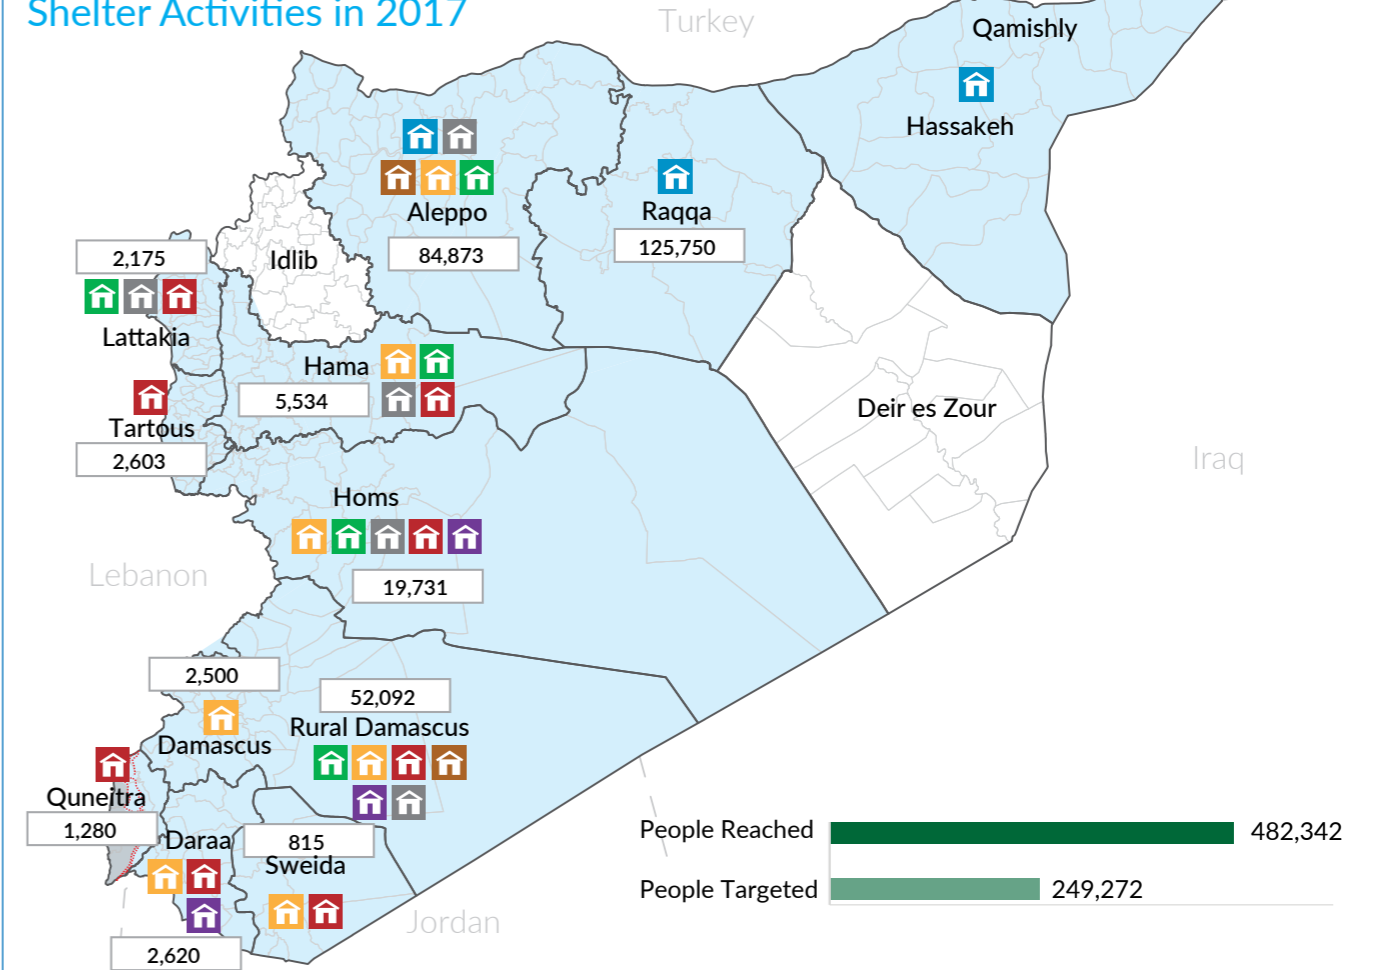 Shelter Activities in 2017
Turkey
Qamishly
Hassakeh
Aleppo
84,873
Raqqa
125,750
Idlib
2,175
Lattakia
Hama
5,534
Tartous
2,603
Deir es Zour
Iraq
Homs
19,731
Lebanon
2,500
Damascus
52,092
Rural Damascus
Quneitra
1,280
Daraa
2,620
815
Sweida
Jordan
People Reached 482,342
People Targeted 249,272